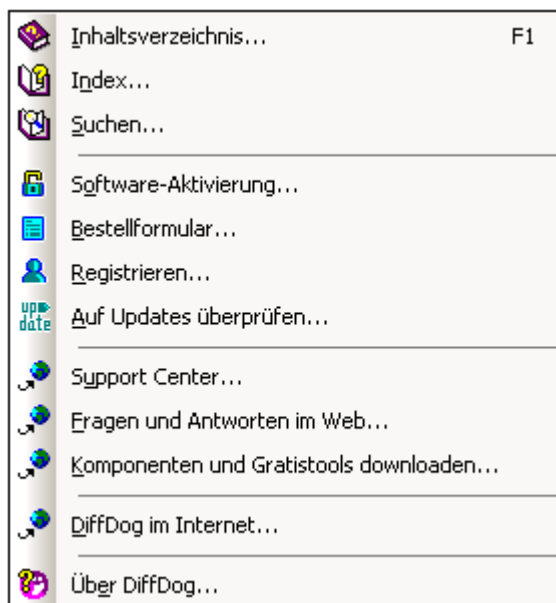 Inhaltsverzeichnis... F1
Index...
Suchen...
Software-Aktivierung...
Bestellformular...
Registrieren...
update
Auf Updates überprüfen...
Support Center...
Fragen und Antworten im Web...
Komponenten und Gratistools downloaden...
DiffDog im Internet...
Über DiffDog...